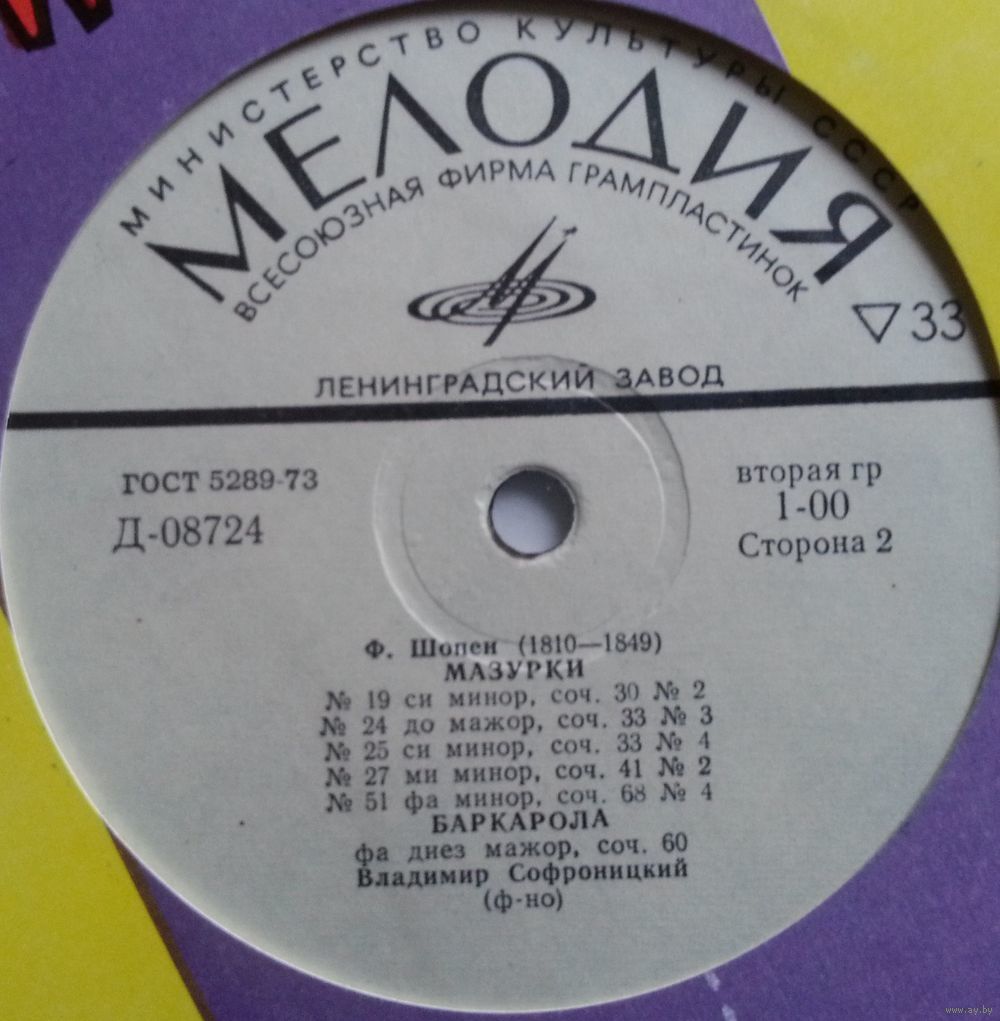 МИНИСТЕРСТВО КУЛЬТУРЫ СССР
МЕЛОДИЯ
ВСЕСОЮЗНАЯ ФИРМА ГРАМПЛАСТИНОК
33
ЛЕНИНГРАДСКИЙ ЗАВОД
ГОСТ 5289-73
Д-08724
вторая гр
1-00
Сторона 2
Ф. Шопен (1810—1849)
МАЗУРКИ
№ 19 си минор, соч. 30 № 2
№ 24 до мажор, соч. 33 № 3
№ 25 си минор, соч. 33 № 4
№ 27 ми минор, соч. 41 № 2
№ 51 фа минор, соч. 68 № 4
БАРКАРОЛА
фа диез мажор, соч. 60
Владимир Софроницкий
(ф-но)
www.ay.by